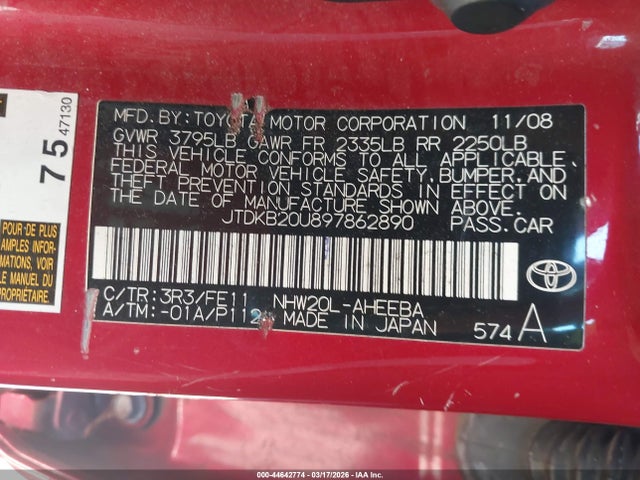 MFD. BY: TOYOTA MOTOR CORPORATION 11/08
GVWR 3795LB GAWR FR 2335LB RR 2250LB
THIS VEHICLE CONFORMS TO ALL APPLICABLE
FEDERAL MOTOR VEHICLE SAFETY, BUMPER, AND
THEFT PREVENTION STANDARDS IN EFFECT ON
THE DATE OF MANUFACTURE SHOWN ABOVE.
JTDKB20U897862890 PASS. CAR
C/TR: 3R3/FE11 NHW20L-AHEEBA
A/TM: -01A/P112 MADE IN JAPAN
574 A
TOYOTA
75
47130
POUR DE PLUS
AMPLES INFOR-
MATIONS,
LE MANUEL DU
PROPRIÉTAIRE.
000-44642774 | 03/17/2026 - IAA Inc.